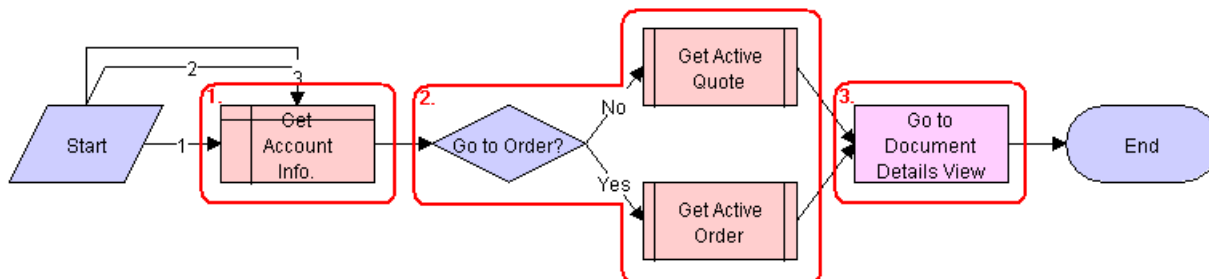 Start
1
2
3
1.
Get
Account
Info.
2.
Go to Order?
No
Yes
Get Active
Quote
Get Active
Order
3.
Go to
Document
Details View
End